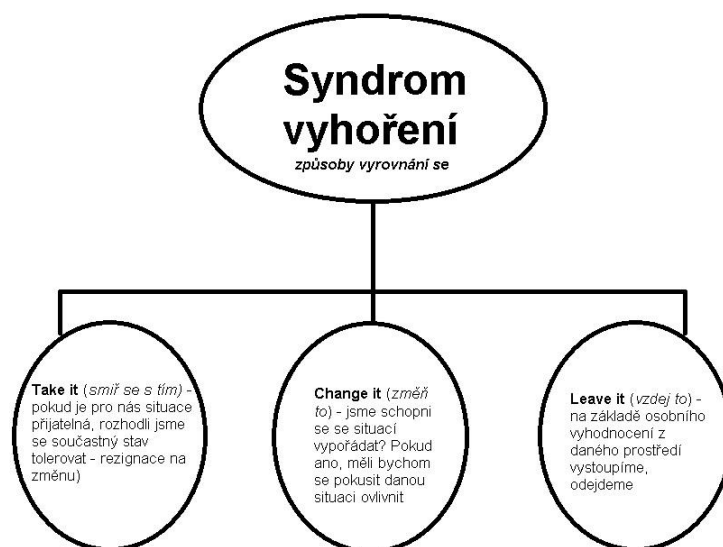 Syndrom
vyhoření
způsoby vyrovnání se
Take it (smiř se s tím) -
pokud je pro nás situace
přijatelná, rozhodli jsme
se součastný stav
tolerovat - rezignace na
změnu)
Change it (změň
to) - jsme schopni
se se situací
vypořádat? Pokud
ano, měli bychom
se pokusit danou
situaci ovlivnit
Leave it (vzdej to) -
na základě osobního
vyhodnocení z
daného prostředí
vystoupíme,
odejdeme